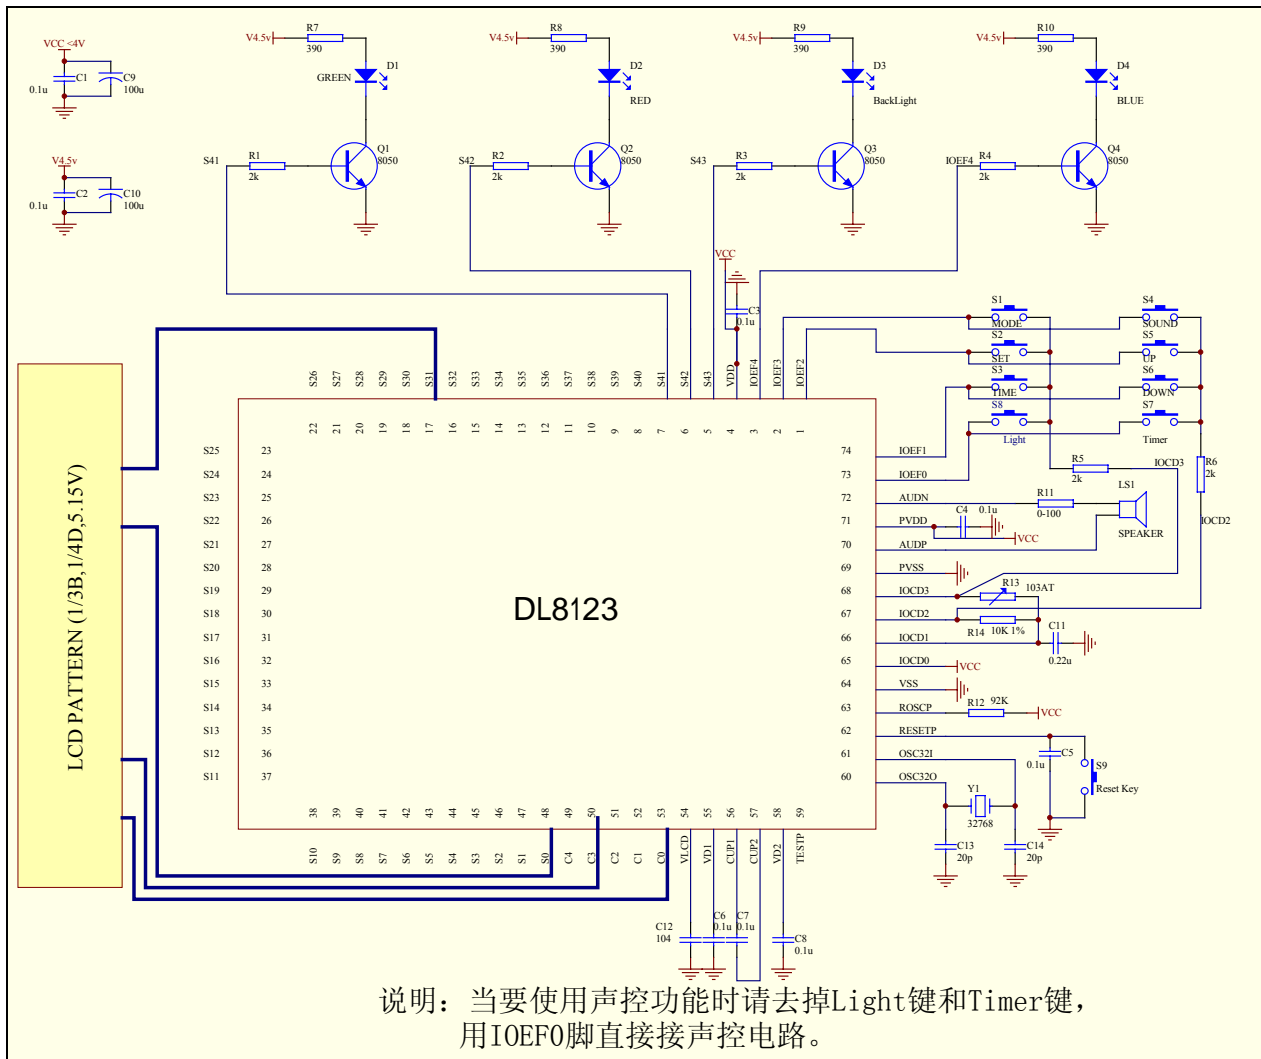 VCC <4V
C1
0.1u
C9
100u
V4.5v
C2
0.1u
C10
100u
V4.5v
R7
390
GREEN
D1
Q1
8050
S41
R1
2k
V4.5v
R8
390
D2
RED
Q2
8050
S42
R2
2k
V4.5v
R9
390
D3
BackLight
Q3
8050
S43
R3
2k
V4.5v
R10
390
D4
BLUE
Q4
8050
IOEF4
R4
2k
VCC
C3
0.1u
S1
MODE
S2
SET
S3
TIME
S8
Light
S4
SOUND
S5
UP
S6
DOWN
S7
Timer
R5
2k
IOCD3
R6
2k
IOCD2
S26 S27 S28 S29 S30 S31 S32 S33 S34 S35 S36 S37 S38 S39 S40 S41 S42 S43 VDD IOEF4 IOEF3 IOEF2
22 21 20 19 18 17 16 15 14 13 12 11 10 9 8 7 6 5 4 3 2 1
S25 23
S24 24
S23 25
S22 26
S21 27
S20 28
S19 29
S18 30
S17 31
S16 32
S15 33
S14 34
S13 35
S12 36
S11 37
LCD PATTERN (1/3B,1/4D,5.15V)
DL8123
74 IOEF1
73 IOEF0
72 AUDN
71 PVDD
70 AUDP
69 PVSS
68 IOCD3
67 IOCD2
66 IOCD1
65 IOCD0
64 VSS
63 ROSCP
62 RESETP
61 OSC32I
60 OSC32O
R11
0-100
LS1
SPEAKER
C4
0.1u
VCC
R13
103AT
R14
10K 1%
C11
0.22u
VCC
R12
92K
VCC
C5
0.1u
S9
Reset Key
Y1
32768
C13
20p
C14
20p
38 39 40 41 42 43 44 45 46 47 48 49 50 51 52 53 54 55 56 57 58 59
S10 S9 S8 S7 S6 S5 S4 S3 S2 S1 S0 C4 C3 C2 C1 C0 VLCD VD1 CUP1 CUP2 VD2 TESTP
C12
104
C6
0.1u
C7
0.1u
C8
0.1u
说明：当要使用声控功能时请去掉Light键和Timer键，
用IOEF0脚直接接声控电路。